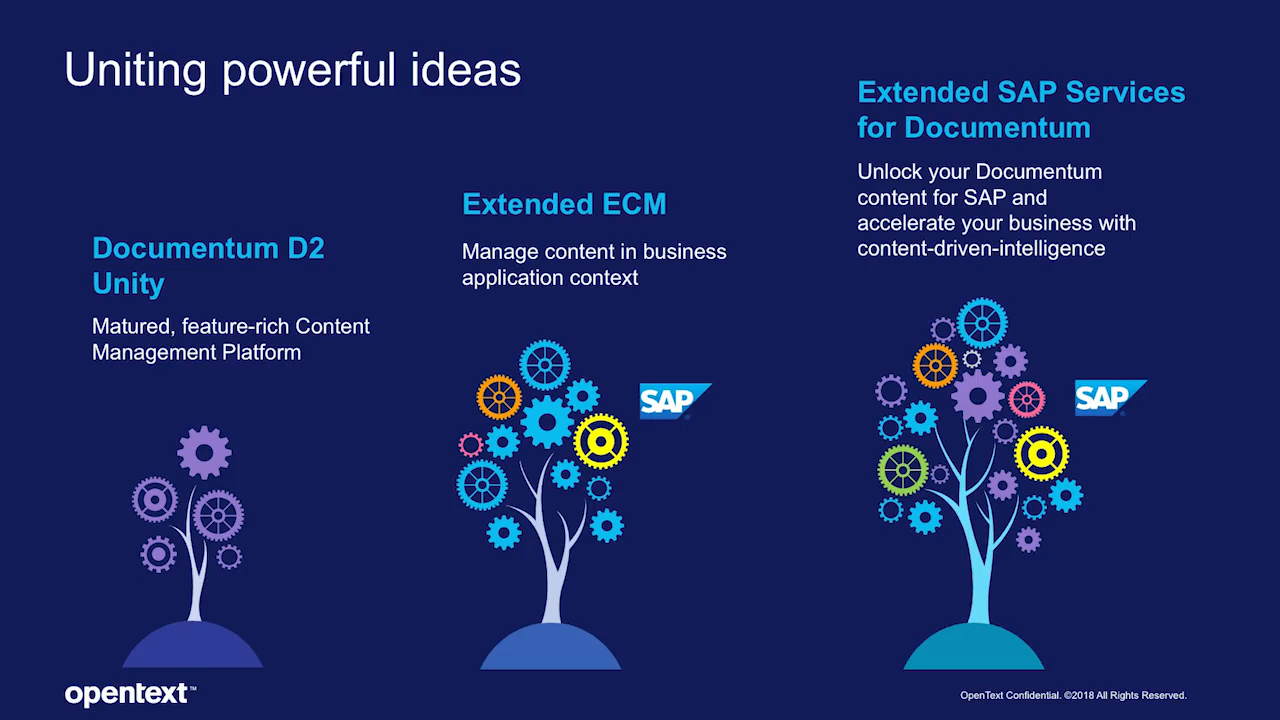 Uniting powerful ideas
Documentum D2
Unity
Matured, feature-rich Content
Management Platform
Extended ECM
Manage content in business
application context
SAP
Extended SAP Services
for Documentum
Unlock your Documentum
content for SAP and
accelerate your business with
content-driven-intelligence
SAP
opentext™
OpenText Confidential. ©2018 All Rights Reserved.